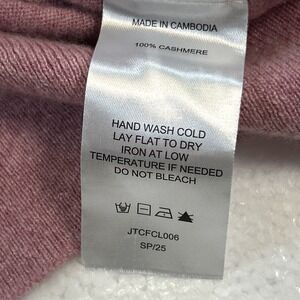 MADE IN CAMBODIA
100% CASHMERE
HAND WASH COLD
LAY FLAT TO DRY
IRON AT LOW
TEMPERATURE IF NEEDED
DO NOT BLEACH
JTCFCL006
SP/25